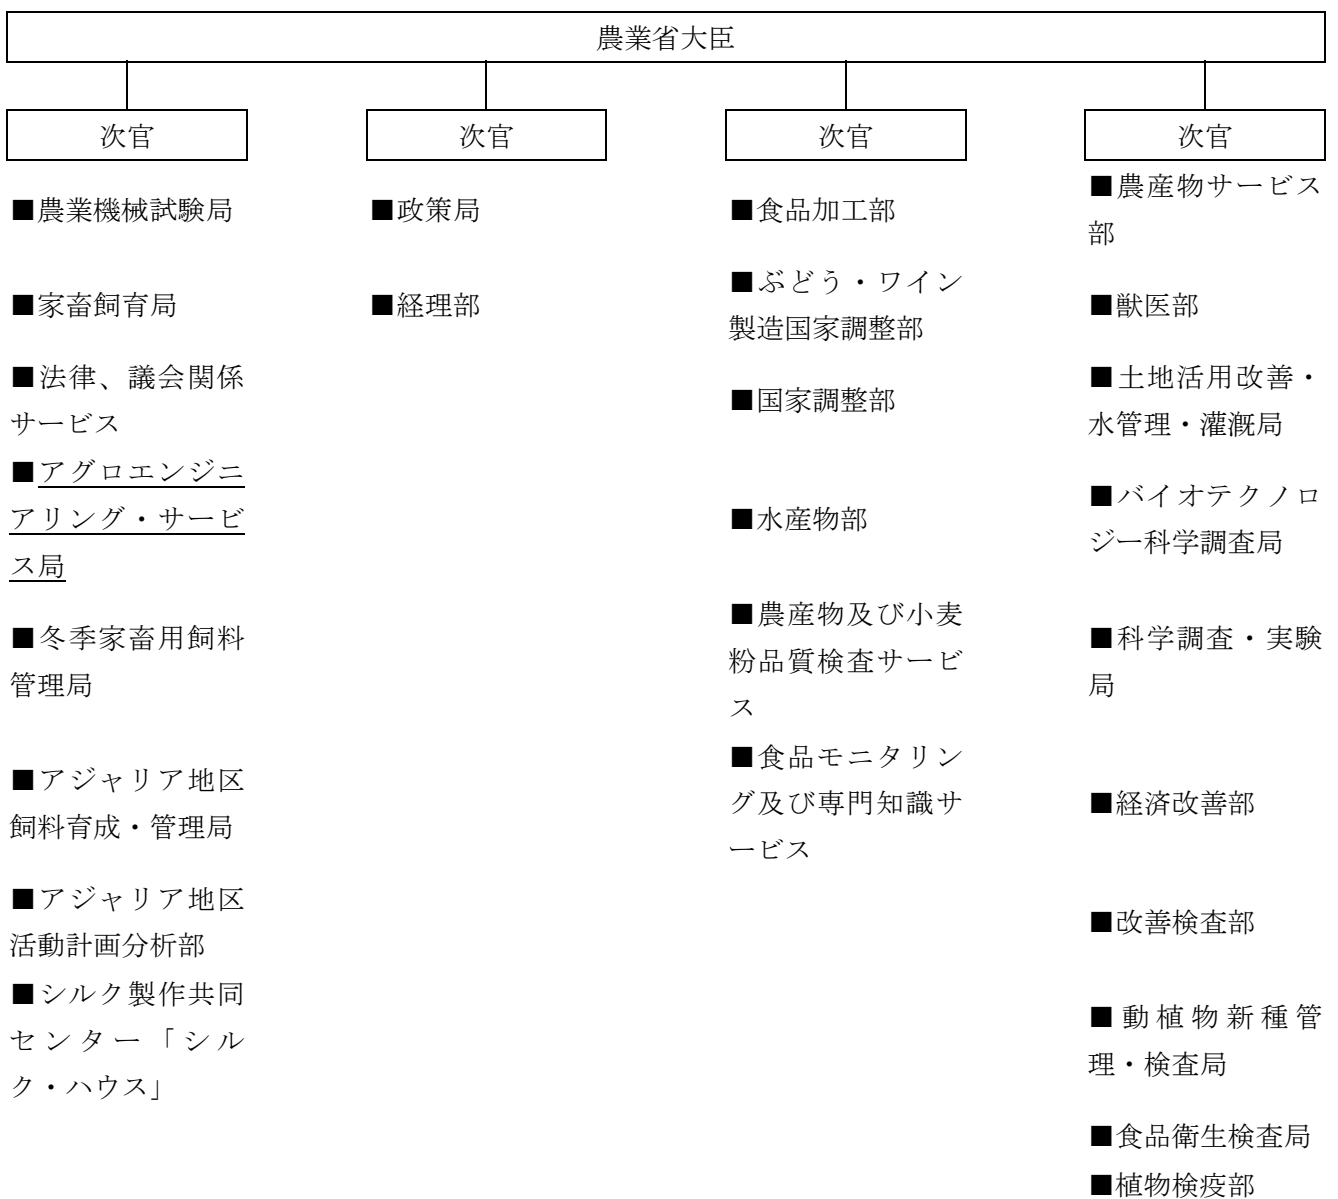 農業省大臣
次官
次官
次官
次官
■農業機械試験局
■家畜飼育局
■法律、議会関係
サービス
■アグロエンジニ
アリング・サービ
ス局
■冬季家畜用飼料
管理局
■アジャリア地区
飼料育成・管理局
■アジャリア地区
活動計画分析部
■シルク製作共同
センター「シル
ク・ハウス」
■政策局
■経理部
■食品加工部
■ぶどう・ワイン
製造国家調整部
■国家調整部
■水産物部
■農産物及び小麦
粉品質検査サービ
ス
■食品モニタリン
グ及び専門知識サ
ービス
■農産物サービス
部
■獣医部
■土地活用改善・
水管理・灌漑局
■バイオテクノロ
ジー科学調査局
■科学調査・実験
局
■経済改善部
■改善検査部
■動植物新種管
理・検査局
■食品衛生検査局
■植物検疫部